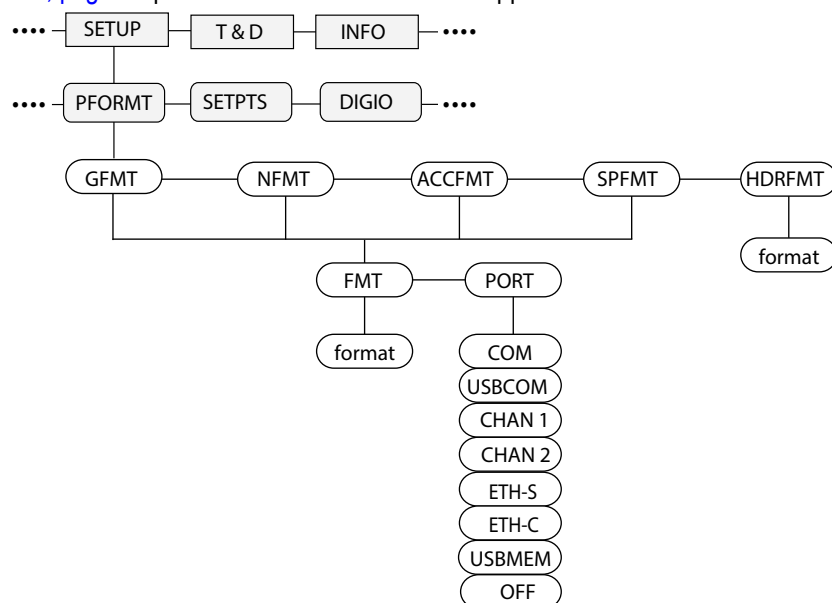 •••• SETUP T & D INFO ••••
•••• PFORMT SETPTS DIGIO ••••
GFMT NFMT ACCFMT SPFMT HDRFMT
format
FMT PORT
format COM
USBCOM
CHAN 1
CHAN 2
ETH-S
ETH-C
USBMEM
OFF